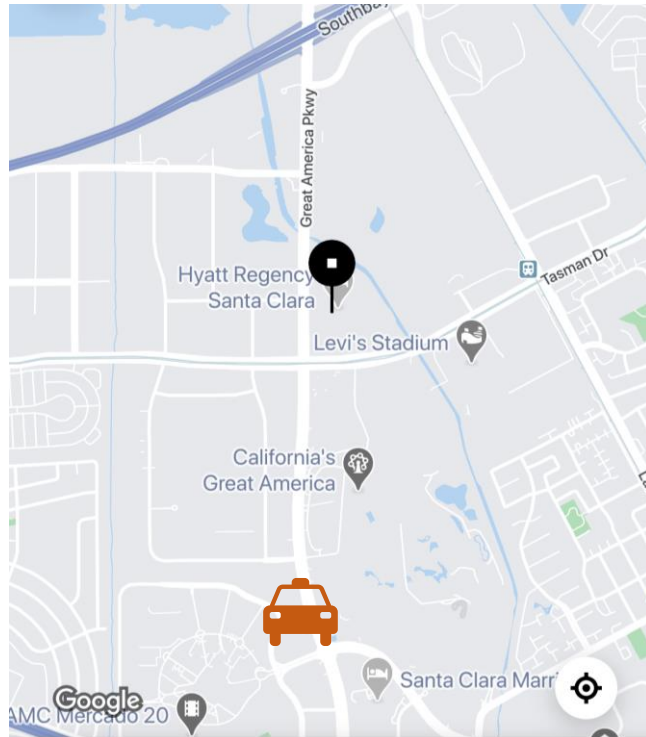 Southbay
Great America Pkwy
Hyatt Regency
Santa Clara
Tasman Dr
Levi's Stadium
California's
Great America
Santa Clara Marri
Google
AMC Mercado 20